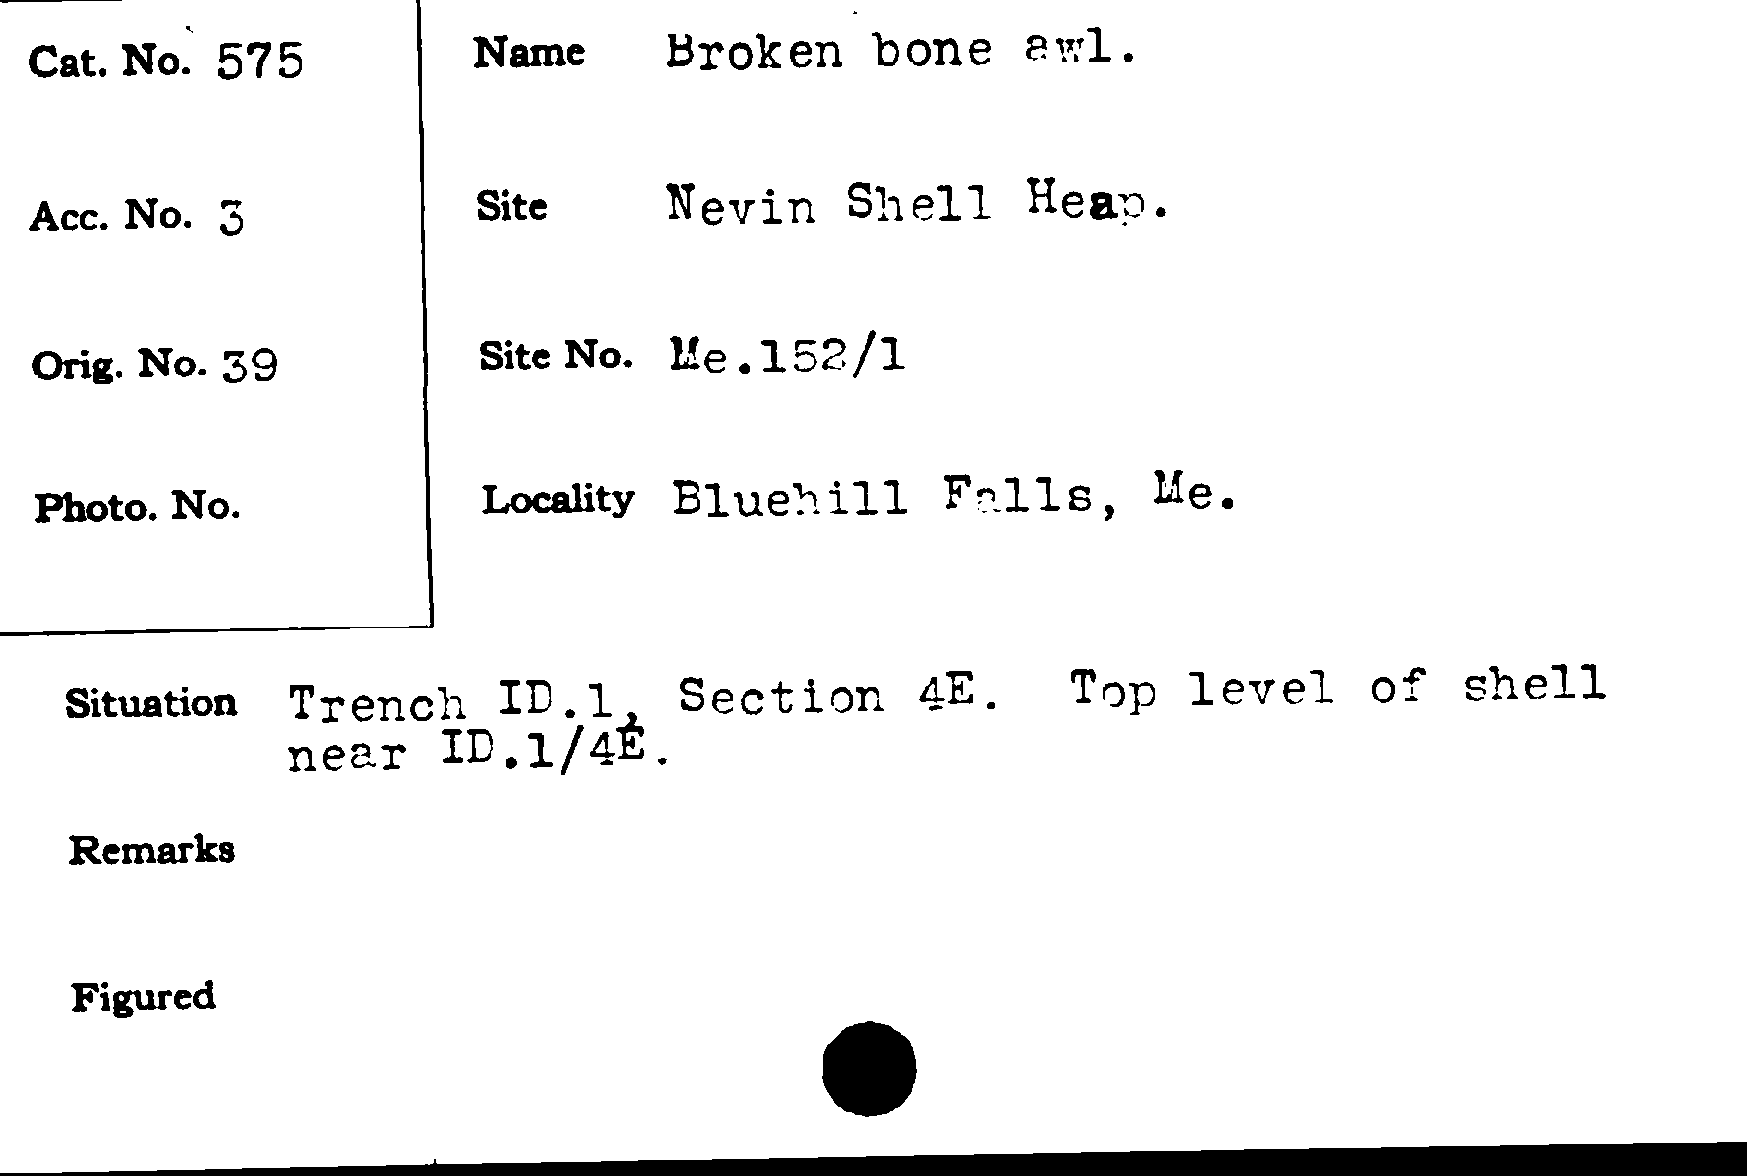 Cat. No. 575
Name Broken bone awl.
Acc. No. 3
Site Nevin Shell Heap.
Orig. No. 39
Site No. Me.152/1
Photo. No.
Locality Bluehill Falls, Me.
Situation Trench ID.1, Section 4E. Top level of shell
near ID.1/4E.
Remarks
Figured